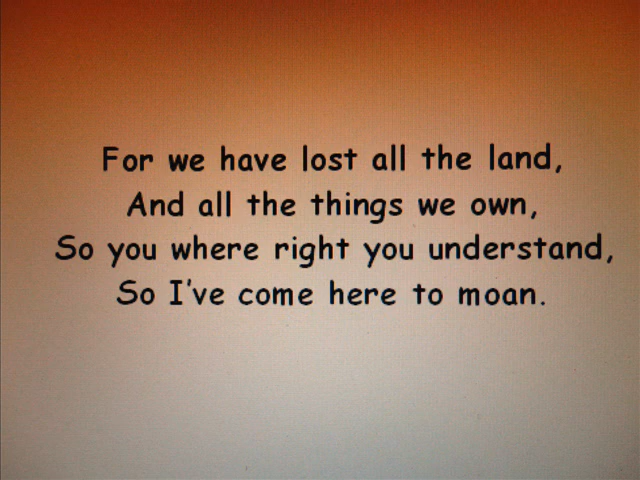 For we have lost all the land,
And all the things we own,
So you where right you understand,
So I've come here to moan.